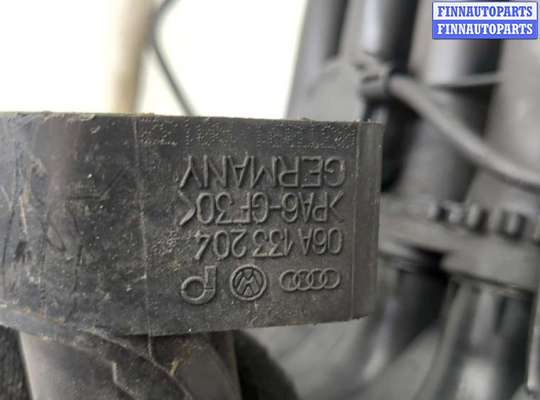 FINNAUTOPARTS
FINNAUTOPARTS
06A 133 204
>PA6-GF30<
GERMANY